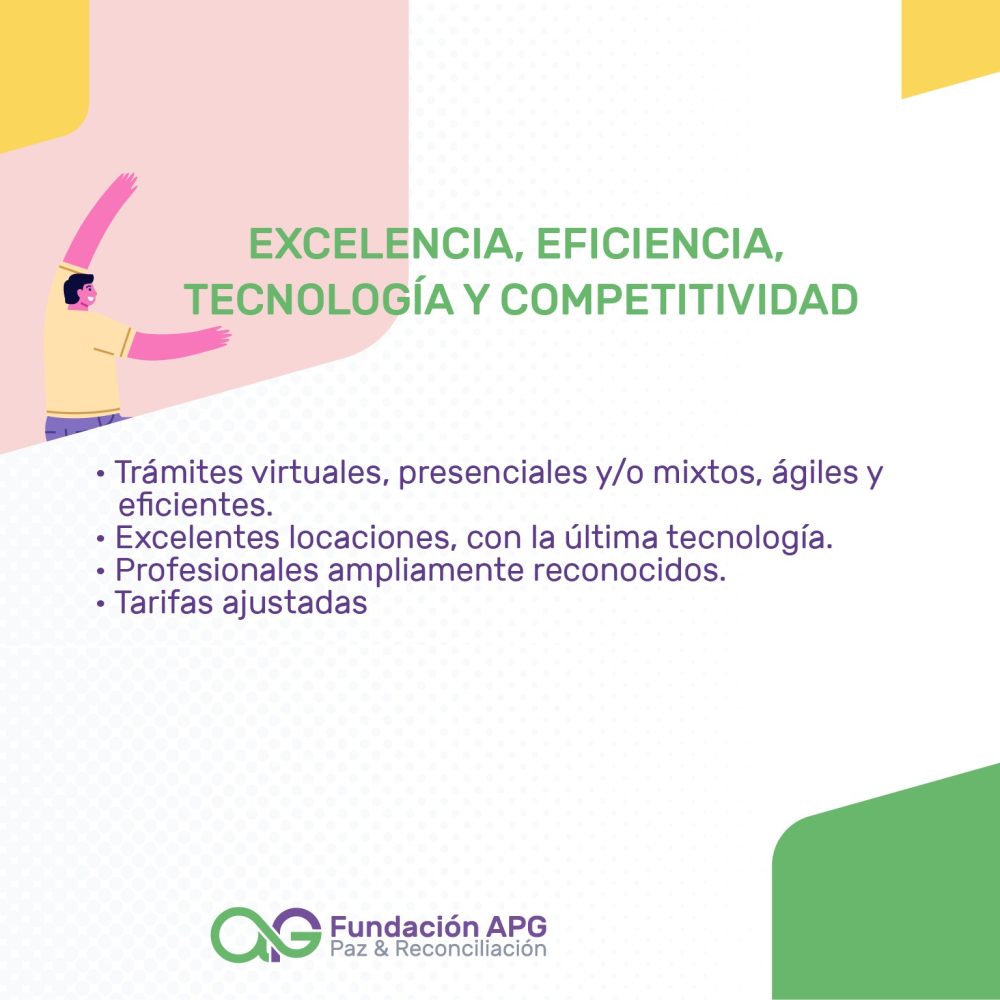 EXCELENCIA, EFICIENCIA,
TECNOLOGÍA Y COMPETITIVIDAD
• Trámites virtuales, presenciales y/o mixtos, ágiles y
eficientes.
• Excelentes locaciones, con la última tecnología.
• Profesionales ampliamente reconocidos.
• Tarifas ajustadas
aPG Fundación APG
Paz & Reconciliación